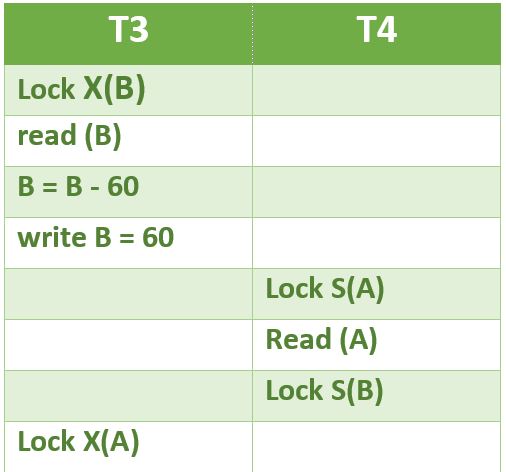 T3 T4
Lock X(B)
read (B)
B = B - 60
write B = 60
Lock S(A)
Read (A)
Lock S(B)
Lock X(A)